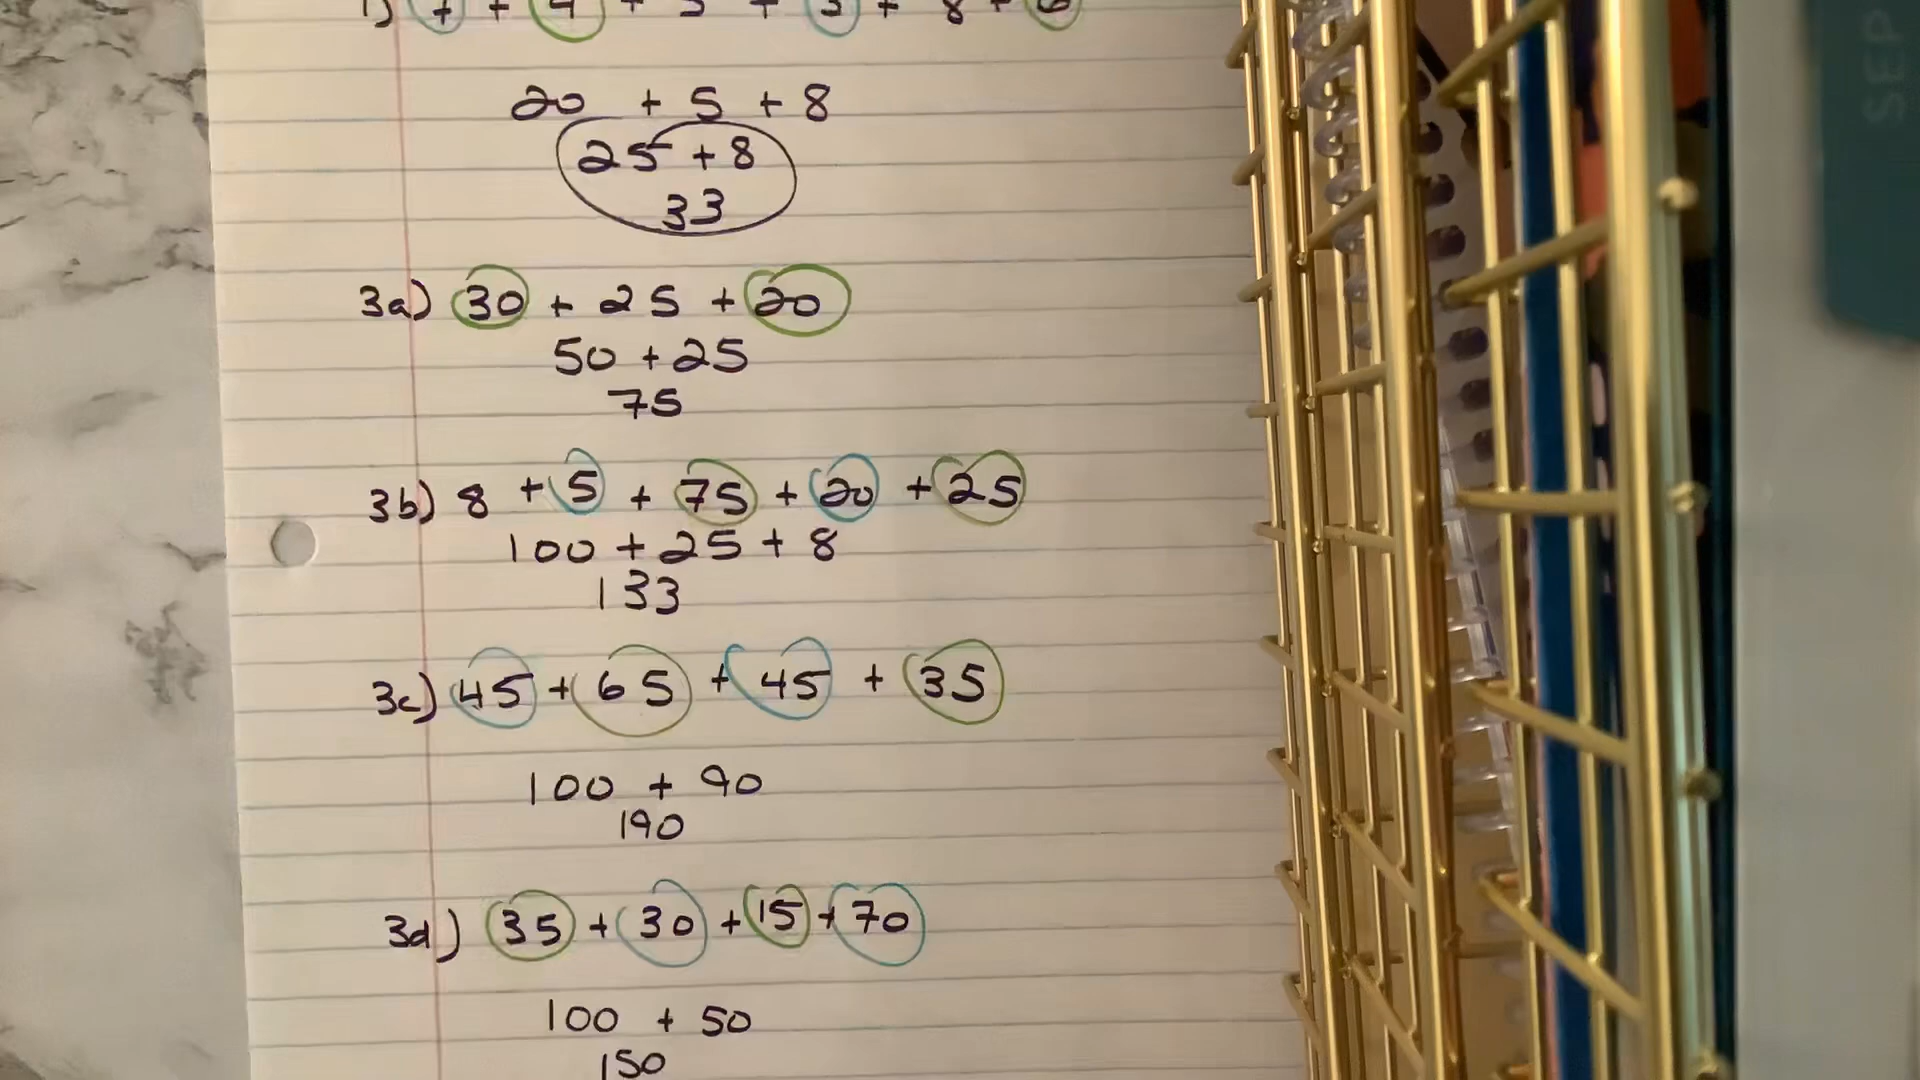 20 + 5 + 8
25 + 8
33
3a) 30 + 25 + 20
50 + 25
75
3b) 8 + 5 + 75 + 20 + 25
100 + 25 + 8
133
3c) 45 + 65 + 45 + 35
100 + 90
190
3d) 35 + 30 + 15 + 70
100 + 50
150
SEP